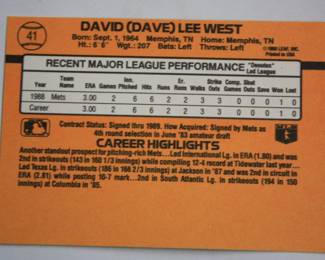 41
DAVID (DAVE) LEE WEST
Born: Sept. 1, 1964 Memphis, TN Home: Memphis, TN
Ht.: 6'6" Wgt.: 207 Bats: Left Throws: Left
© 1988 LEAF, INC.
RECENT MAJOR LEAGUE PERFORMANCE "Denotes" Led League
Year Team Name ERA Games Inn. Pitched Hits Runs Er. Runs Walks Strike Outs Comp. Games Shut Outs Save Won Lost
1988 Mets 3.00 2 6 6 2 2 3 3 0 0 0 1 0
Career 3.00 2 6 6 2 2 3 3 0 0 0 1 0
Contract Status: Signed thru 1989. How Acquired: Signed by Mets as
4th round selection in June '83 amateur draft
CAREER HIGHLIGHTS
Another standout prospect for pitching-rich Mets... Led International Lg. in ERA (1.80) and was
2nd in strikeouts (143 in 160 1/3 innings) while compiling 12-4 record at Tidewater last year...
Led Texas Lg. in strikeouts (186 in 166 2/3 innings) at Jackson in '87 and was 2nd in circuit
in ERA (2.81) while posting 10-7 mark...2nd in South Atlantic Lg. in strikeouts (194 in
150 innings) at Columbia in '85.